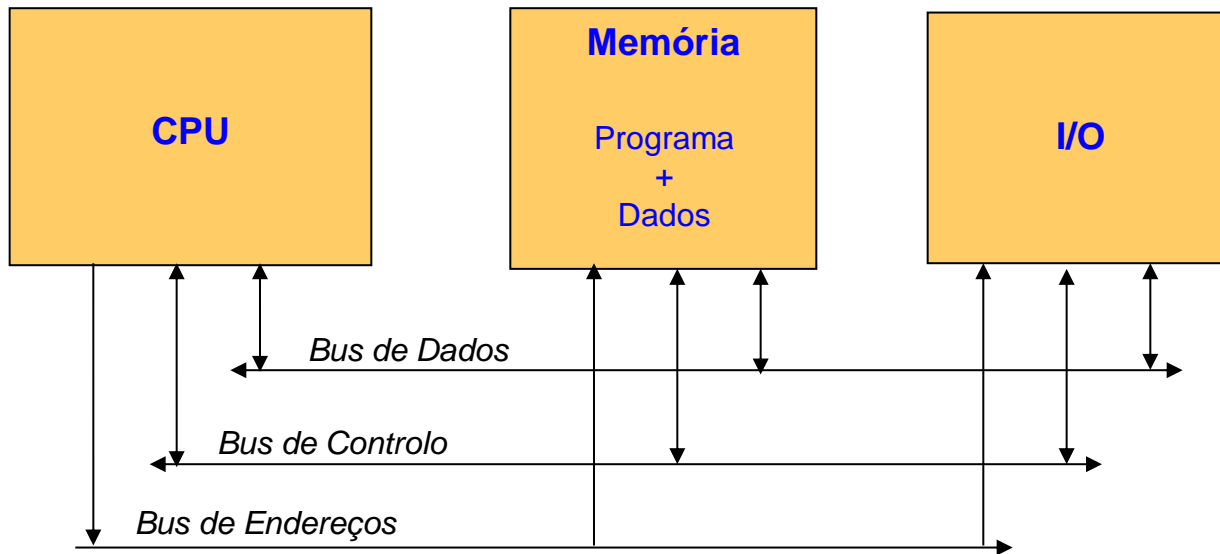 CPU
Memória
Programa
+
Dados
I/O
Bus de Dados
Bus de Controlo
Bus de Endereços